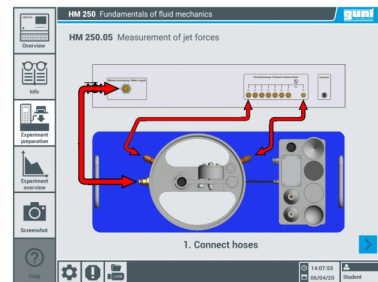 HM 250 Fundamentals of fluid mechanics
gunt
HM 250.05 Measurement of jet forces
Overview
Info
Experiment
preparation
Experiment
overview
Screenshot
Help
1. Connect hoses
USB
14:07:55
06/04/20
Student